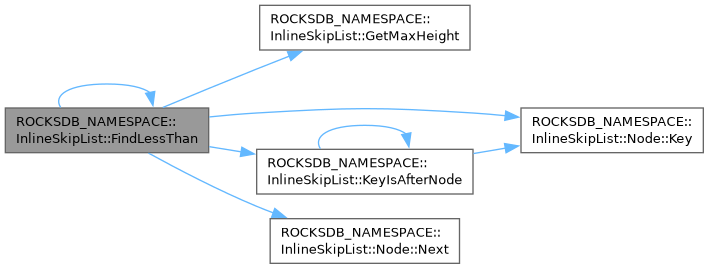 ROCKSDB_NAMESPACE::
InlineSkipList::GetMaxHeight
ROCKSDB_NAMESPACE::
InlineSkipList::FindLessThan
ROCKSDB_NAMESPACE::
InlineSkipList::Node::Key
ROCKSDB_NAMESPACE::
InlineSkipList::KeyIsAfterNode
ROCKSDB_NAMESPACE::
InlineSkipList::Node::Next